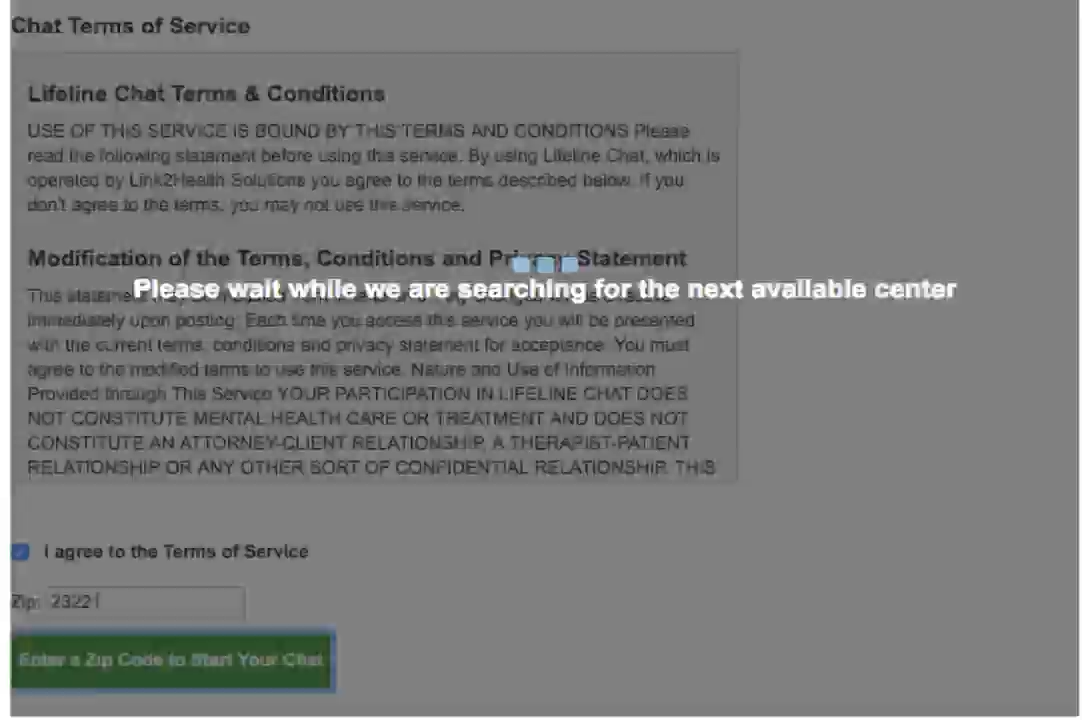 Chat Terms of Service
Lifeline Chat Terms & Conditions
USE OF THIS SERVICE IS BOUND BY THIS TERMS AND CONDITIONS Please
read the following statement before using this service. By using Lifeline Chat, which is
operated by Link2Health Solutions you agree to the terms described below. If you
don't agree to the terms, you may not use this service.
Modification of the Terms, Conditions and Privacy Statement
Please wait while we are searching for the next available center
This statement
immediately upon posting. Each time you access this service you will be presented
with the current terms, conditions and privacy statement for acceptance. You must
agree to the modified terms to use this service. Nature and Use of Information
Provided through This Service YOUR PARTICIPATION IN LIFELINE CHAT DOES
NOT CONSTITUTE MENTAL HEALTH CARE OR TREATMENT AND DOES NOT
CONSTITUTE AN ATTORNEY-CLIENT RELATIONSHIP, A THERAPIST-PATIENT
RELATIONSHIP OR ANY OTHER SORT OF CONFIDENTIAL RELATIONSHIP. THIS
I agree to the Terms of Service
Zip: 2322
Enter a Zip Code to Start Your Chat